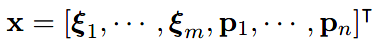 𝐱 = [𝝃₁, ⋯ , 𝝃ₘ, 𝐩₁, ⋯ , 𝐩ₙ]ᵀ